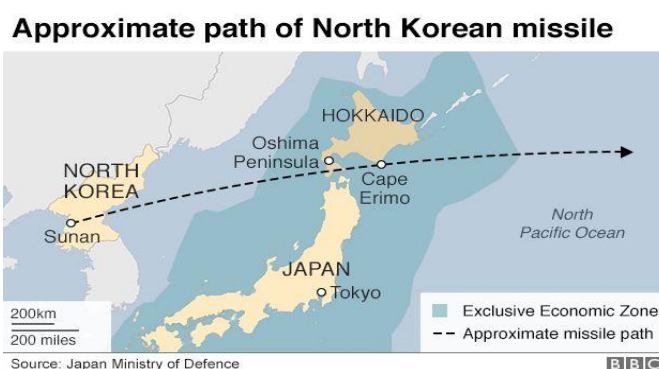 Approximate path of North Korean missile
HOKKAIDO
Oshima
Peninsula
NORTH
KOREA
Cape
Erimo
Sunan
North
Pacific Ocean
JAPAN
Tokyo
200km
200 miles
Exclusive Economic Zone
Approximate missile path
Source: Japan Ministry of Defence
BBC